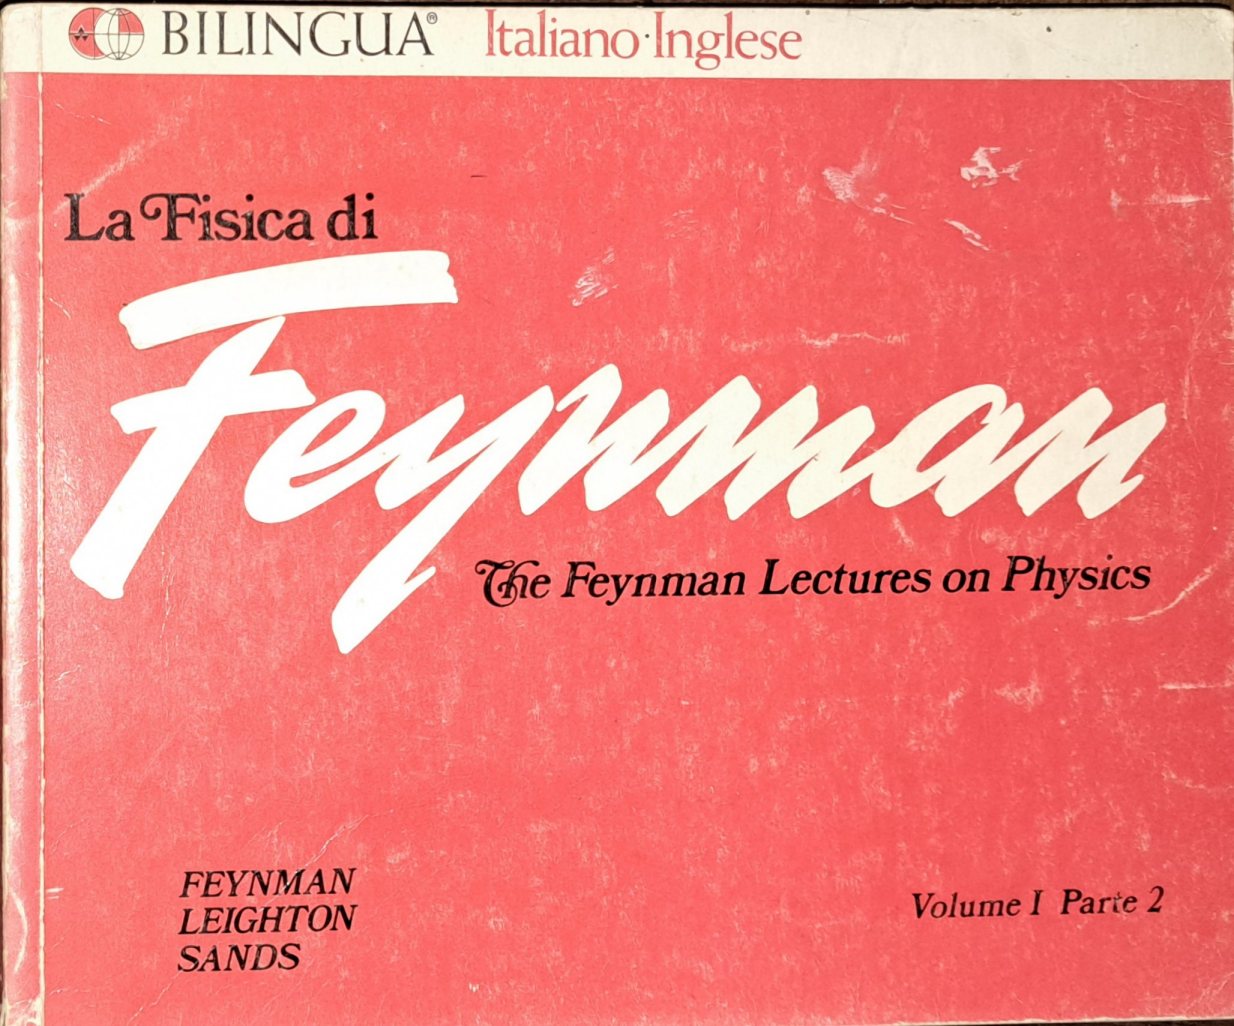 BILINGUA® Italiano·Inglese
La Fisica di
Feynman
The Feynman Lectures on Physics
FEYNMAN
LEIGHTON
SANDS
Volume I Parte 2